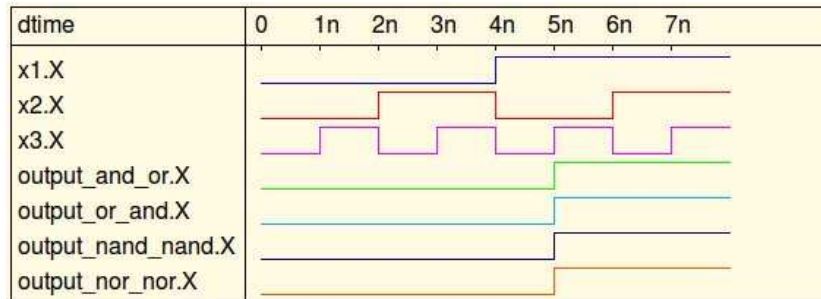 dtime 0 1n 2n 3n 4n 5n 6n 7n
x1.X
x2.X
x3.X
output_and_or.X
output_or_and.X
output_nand_nand.X
output_nor_nor.X